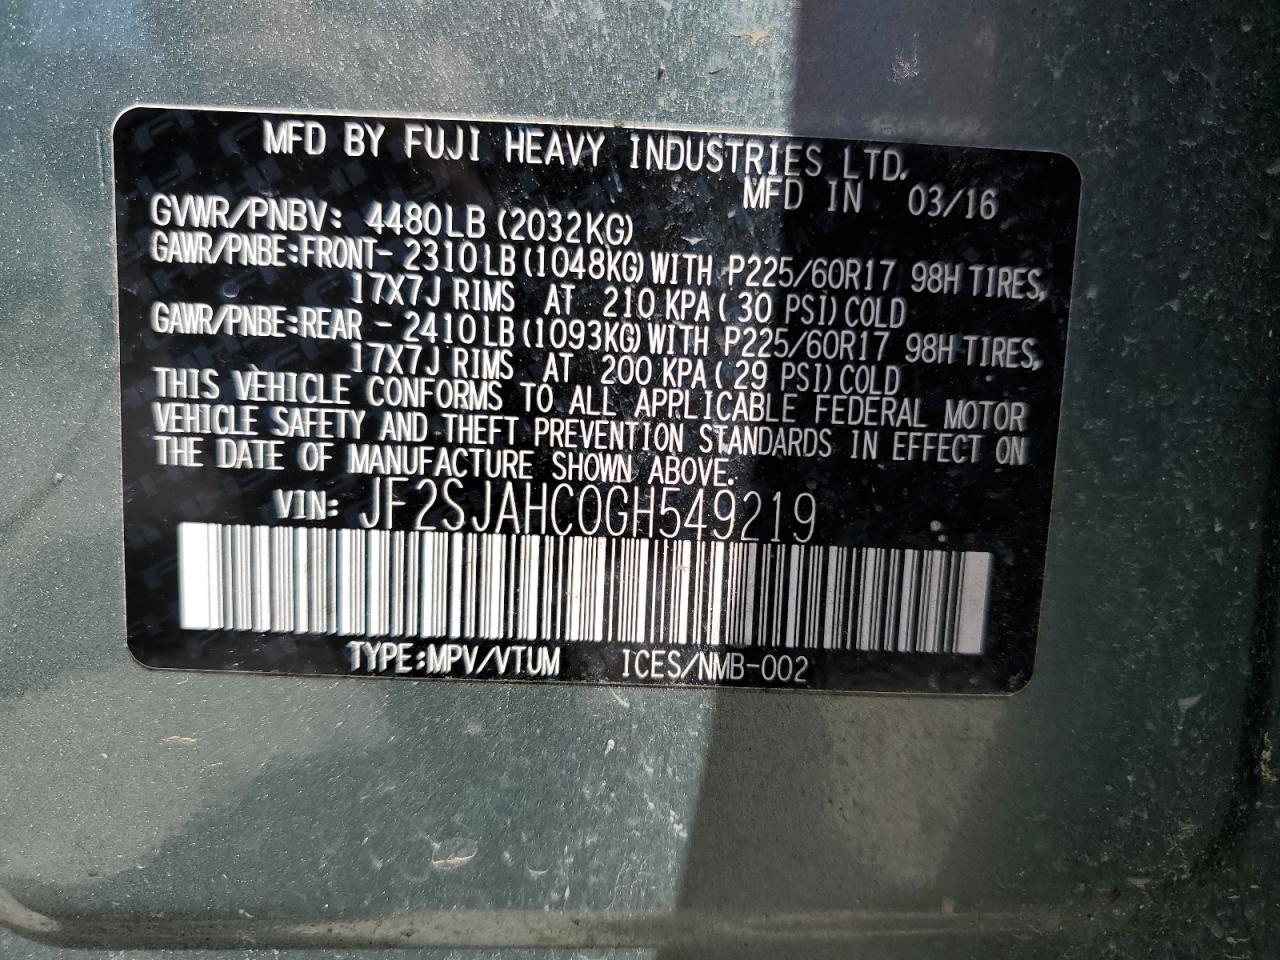 MFD BY FUJI HEAVY INDUSTRIES LTD.
MFD IN 03/16
GVWR/PNBV: 4480LB (2032KG)
GAWR/PNBE:FRONT- 2310LB (1048KG) WITH P225/60R17 98H TIRES,
17X7J RIMS AT 210 KPA( 30 PSI) COLD
GAWR/PNBE:REAR - 2410LB (1093KG) WITH P225/60R17 98H TIRES,
17X7J RIMS AT 200 KPA( 29 PSI) COLD
THIS VEHICLE CONFORMS TO ALL APPLICABLE FEDERAL MOTOR
VEHICLE SAFETY AND THEFT PREVENTION STANDARDS IN EFFECT ON
THE DATE OF MANUFACTURE SHOWN ABOVE.
VIN: JF2SJAHC0GH549219
TYPE:MPV/VTUM ICES/NMB-002